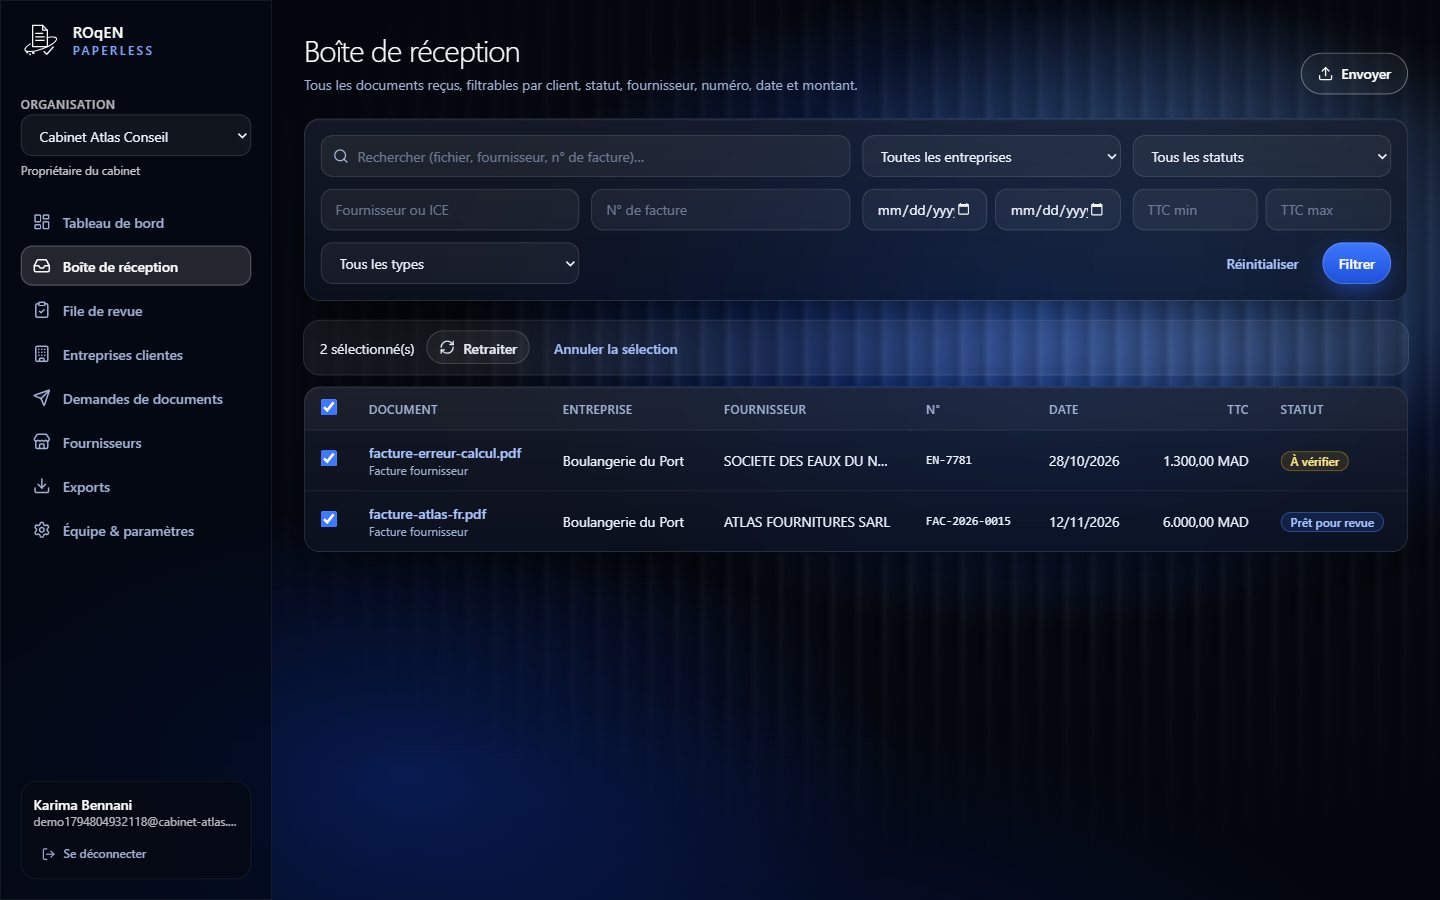 ROqEN
PAPERLESS
ORGANISATION
Cabinet Atlas Conseil
Propriétaire du cabinet
Tableau de bord
Boîte de réception
File de revue
Entreprises clientes
Demandes de documents
Fournisseurs
Exports
Équipe & paramètres
Karima Bennani
demo1794804932118@cabinet-atlas....
Se déconnecter
Boîte de réception
Tous les documents reçus, filtrables par client, statut, fournisseur, numéro, date et montant.
Envoyer
Rechercher (fichier, fournisseur, n° de facture)...
Toutes les entreprises
Tous les statuts
Fournisseur ou ICE
N° de facture
mm/dd/yyyy
mm/dd/yyyy
TTC min
TTC max
Tous les types
Réinitialiser
Filtrer
2 sélectionné(s)
Retraiter
Annuler la sélection
DOCUMENT ENTREPRISE FOURNISSEUR N° DATE TTC STATUT
facture-erreur-calcul.pdf
Facture fournisseur
Boulangerie du Port
SOCIETE DES EAUX DU N...
EN-7781
28/10/2026
1.300,00 MAD
À vérifier
facture-atlas-fr.pdf
Facture fournisseur
Boulangerie du Port
ATLAS FOURNITURES SARL
FAC-2026-0015
12/11/2026
6.000,00 MAD
Prêt pour revue